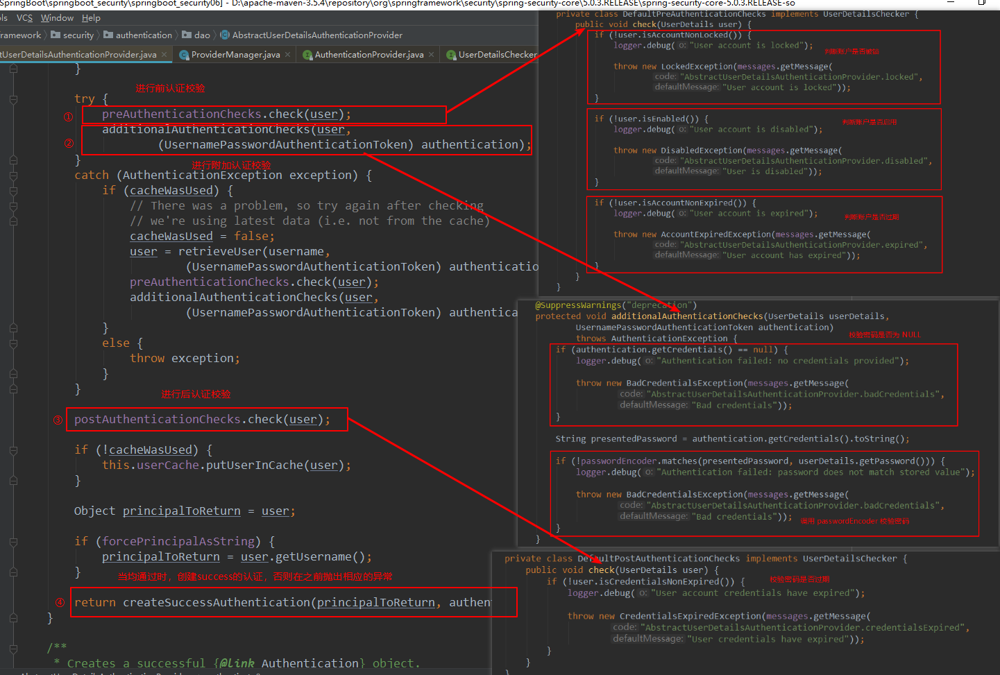 SpringBoot\springboot_security\springboot_security06] - D:\apache-maven-3.5.4\repository\org\springframework\security\spring-security-core\5.0.3.RELEASE\spring-security-core-5.0.3.RELEASE-so
ls VCS Window Help
ramework security authentication dao AbstractUserDetailsAuthenticationProvider
tUserDetailsAuthenticationProvider.java ProviderManager.java AuthenticationProvider.java UserDetailsChecker
}
进行前认证校验
try {
① preAuthenticationChecks.check(user);
additionalAuthenticationChecks(user,
② (UsernamePasswordAuthenticationToken) authentication);
}
进行附加认证校验
catch (AuthenticationException exception) {
if (cacheWasUsed) {
// There was a problem, so try again after checking
// we're using latest data (i.e. not from the cache)
cacheWasUsed = false;
user = retrieveUser(username,
(UsernamePasswordAuthenticationToken) authenticatio
preAuthenticationChecks.check(user);
additionalAuthenticationChecks(user,
(UsernamePasswordAuthenticationToken) authentica
}
else {
throw exception;
}
}
进行后认证校验
③ postAuthenticationChecks.check(user);
if (!cacheWasUsed) {
this.userCache.putUserInCache(user);
}
Object principalToReturn = user;
if (forcePrincipalAsString) {
principalToReturn = user.getUsername();
}
当均通过时，创建success的认证，否则在之前抛出相应的异常
④ return createSuccessAuthentication(principalToReturn, authen
}
/**
* Creates a successful {@link Authentication} object.
private class DefaultPreAuthenticationChecks implements UserDetailsChecker {
public void check(UserDetails user) {
if (!user.isAccountNonLocked()) {
logger.debug( o: "User account is locked");
判断账户是否被锁
throw new LockedException(messages.getMessage(
code: "AbstractUserDetailsAuthenticationProvider.locked",
defaultMessage: "User account is locked"));
}
if (!user.isEnabled()) {
判断账户是否启用
logger.debug( o: "User account is disabled");
throw new DisabledException(messages.getMessage(
code: "AbstractUserDetailsAuthenticationProvider.disabled",
defaultMessage: "User is disabled"));
}
if (!user.isAccountNonExpired()) {
logger.debug( o: "User account is expired");
判断账户是否过期
throw new AccountExpiredException(messages.getMessage(
code: "AbstractUserDetailsAuthenticationProvider.expired",
defaultMessage: "User account has expired"));
}
}
}
@SuppressWarnings("deprecation")
protected void additionalAuthenticationChecks(UserDetails userDetails,
UsernamePasswordAuthenticationToken authentication)
throws AuthenticationException {
校验密码是否为 NULL
if (authentication.getCredentials() == null) {
logger.debug( o: "Authentication failed: no credentials provided");
throw new BadCredentialsException(messages.getMessage(
code: "AbstractUserDetailsAuthenticationProvider.badCredentials",
defaultMessage: "Bad credentials"));
}
String presentedPassword = authentication.getCredentials().toString();
if (!passwordEncoder.matches(presentedPassword, userDetails.getPassword())) {
logger.debug( o: "Authentication failed: password does not match stored value");
throw new BadCredentialsException(messages.getMessage(
code: "AbstractUserDetailsAuthenticationProvider.badCredentials",
defaultMessage: "Bad credentials"));
调用 passwordEncoder 校验密码
}
}
private class DefaultPostAuthenticationChecks implements UserDetailsChecker {
public void check(UserDetails user) {
if (!user.isCredentialsNonExpired()) {
校验密码是否过期
logger.debug( o: "User account credentials have expired");
throw new CredentialsExpiredException(messages.getMessage(
code: "AbstractUserDetailsAuthenticationProvider.credentialsExpired",
defaultMessage: "User credentials have expired"));
}
}